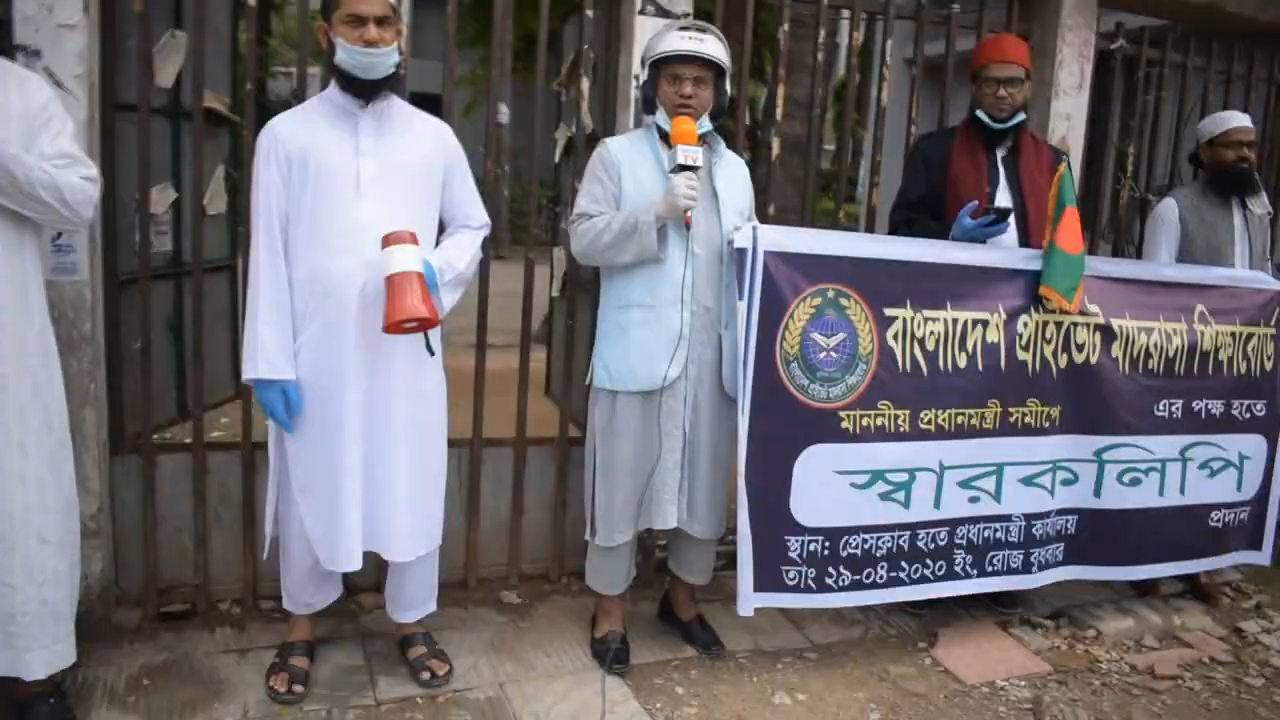 TV
বাংলাদেশ প্রাইভেট মাদরাসা শিক্ষাবোর্ড
এর পক্ষ হতে
মাননীয় প্রধানমন্ত্রী সমীপে
স্বারকলিপি
প্রদান
স্থান: প্রেসক্লাব হতে প্রধানমন্ত্রী কার্যালয়
তাং ২৯-০৪-২০২০ ইং, রোজ বুধবার